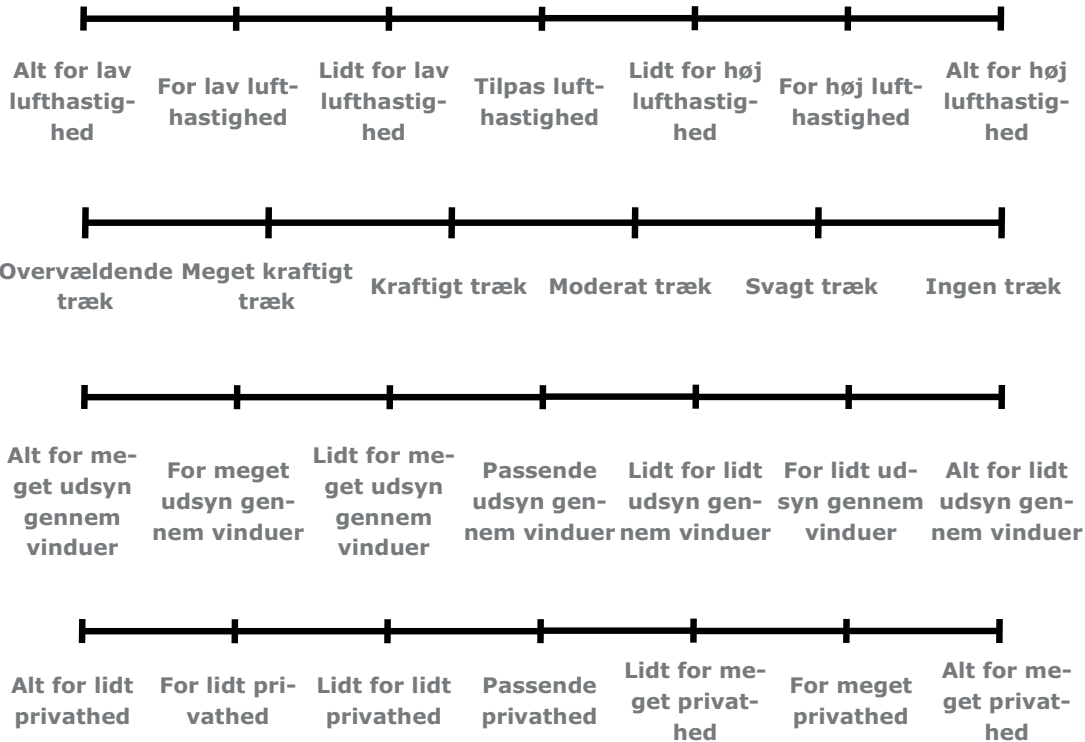 Alt for lav
lufthastig-
hed
For lav luft-
hastighed
Lidt for lav
lufthastig-
hed
Tilpas luft-
hastighed
Lidt for høj
lufthastig-
hed
For høj luft-
hastighed
Alt for høj
lufthastig-
hed
Overvældende
træk
Meget kraftigt
træk
Kraftigt træk
Moderat træk
Svagt træk
Ingen træk
Alt for me-
get udsyn
gennem
vinduer
For meget
udsyn gen-
nem vinduer
Lidt for me-
get udsyn
gennem
vinduer
Passende
udsyn gen-
nem vinduer
Lidt for lidt
udsyn gen-
nem vinduer
For lidt ud-
syn gennem
vinduer
Alt for lidt
udsyn gen-
nem vinduer
Alt for lidt
privathed
For lidt pri-
vathed
Lidt for lidt
privathed
Passende
privathed
Lidt for me-
get privat-
hed
For meget
privathed
Alt for me-
get privat-
hed